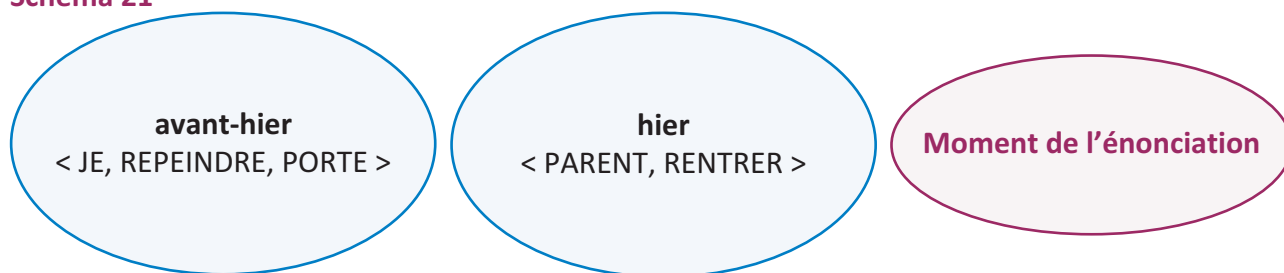 Schéma 21
avant-hier
< JE, REPEINDRE, PORTE >
hier
< PARENT, RENTRER >
Moment de l’énonciation